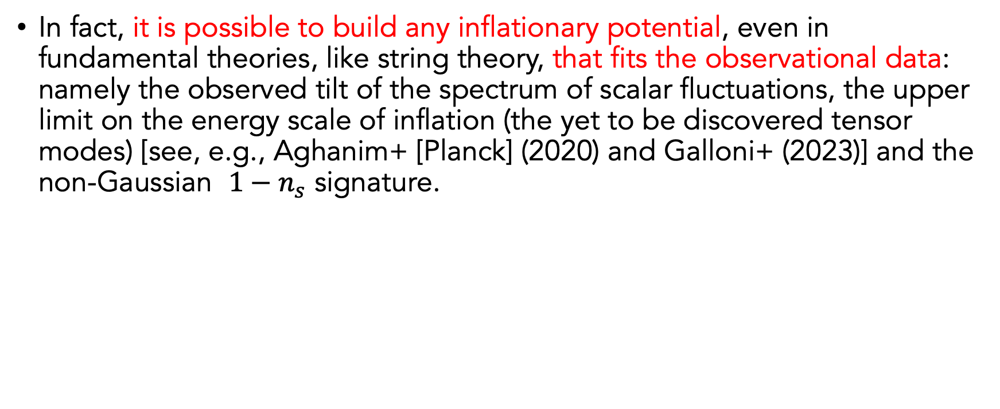 • In fact, it is possible to build any inflationary potential, even in
fundamental theories, like string theory, that fits the observational data:
namely the observed tilt of the spectrum of scalar fluctuations, the upper
limit on the energy scale of inflation (the yet to be discovered tensor
modes) [see, e.g., Aghanim+ [Planck] (2020) and Galloni+ (2023)] and the
non-Gaussian 1 − nₛ signature.